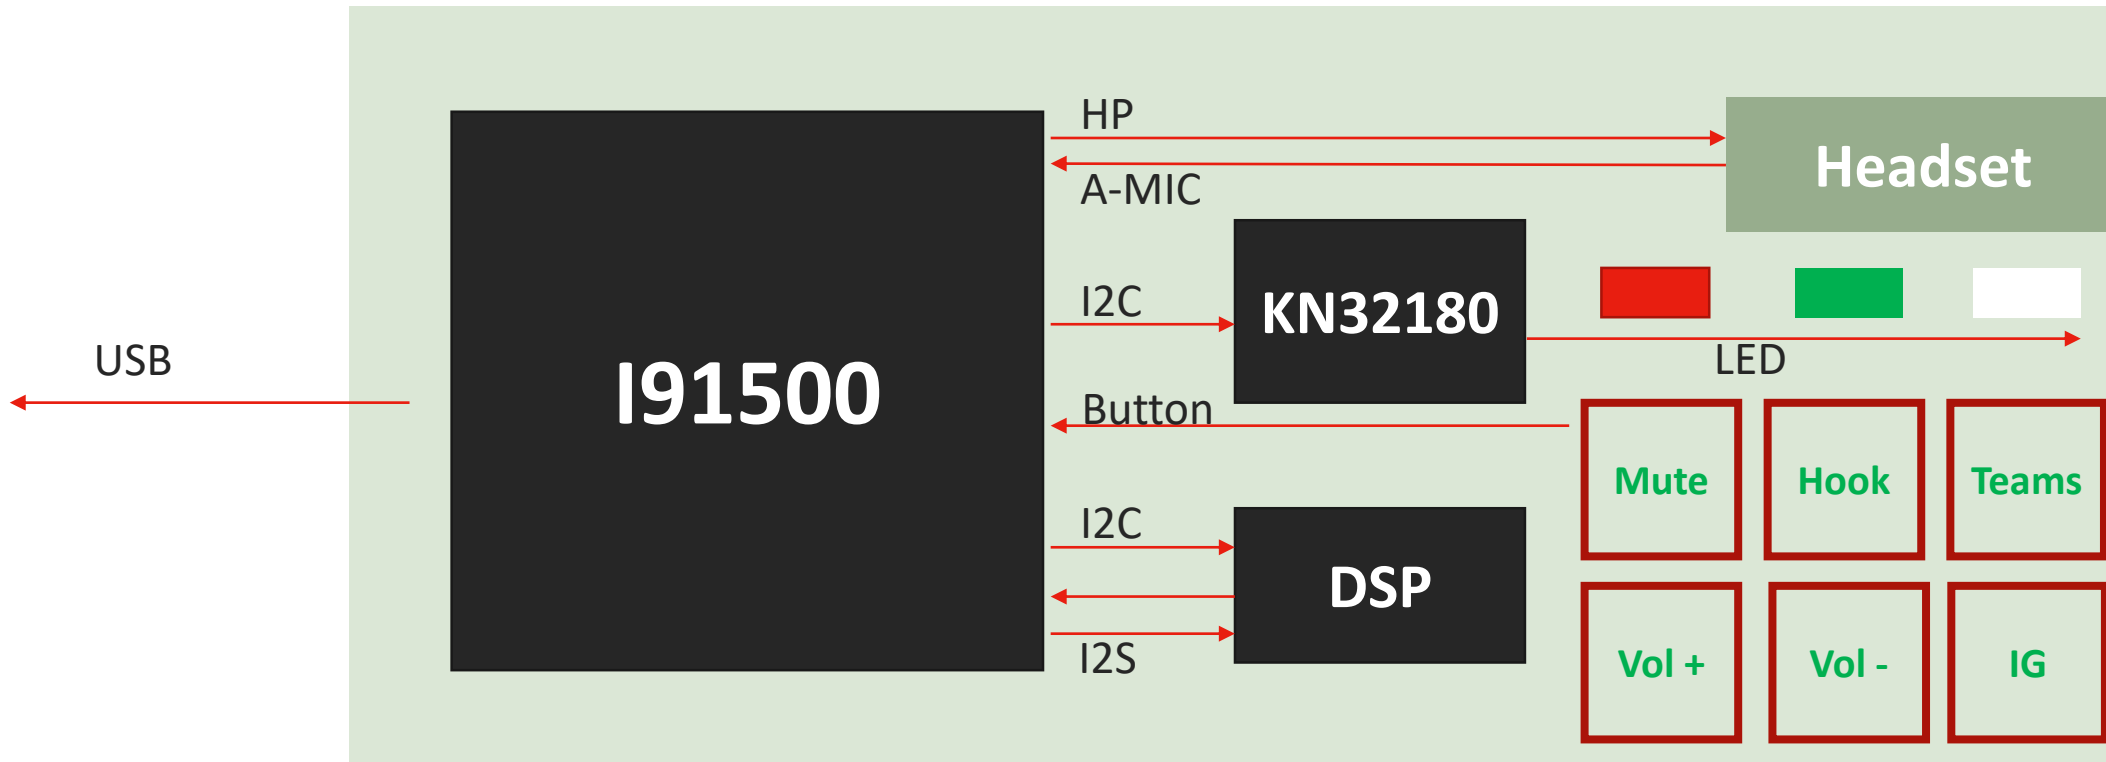 HP
Headset
A-MIC
I2C
KN32180
USB
LED
I91500
Button
Mute
Hook
Teams
I2C
DSP
I2S
Vol +
Vol -
IG